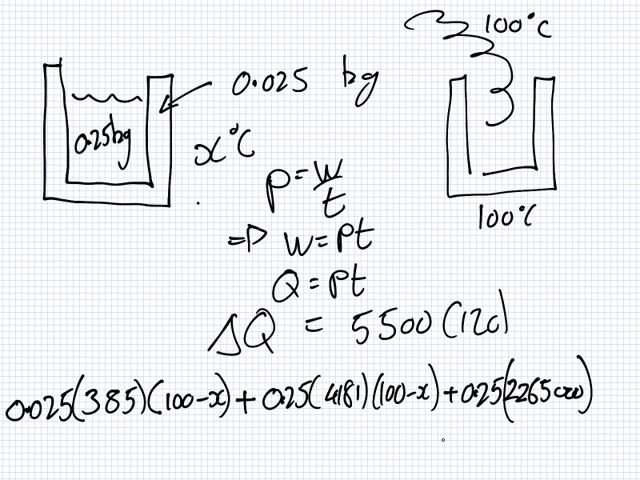 100°C
0.025 kg
0.25kg
x°C
P=W/t
100°C
=> W=Pt
Q=Pt
ΔQ = 5500(120)
0.025(385)(100-x)+0.25(4181)(100-x)+0.25(2265000)